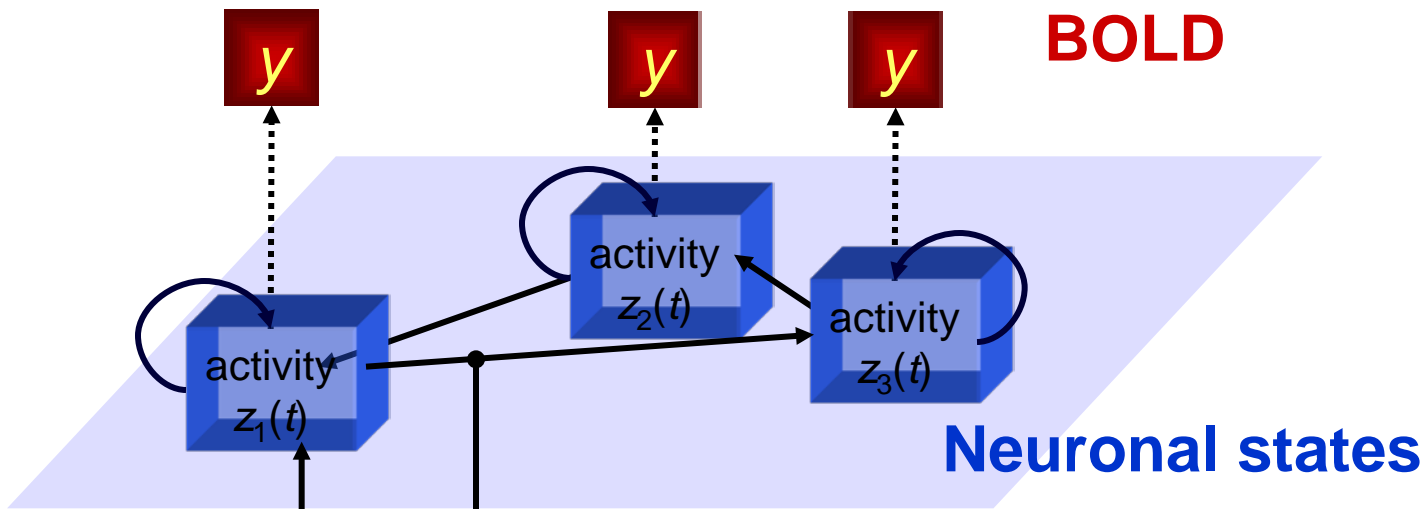 y
y
y
BOLD
activity
z₂(t)
activity
z₃(t)
activity
z₁(t)
Neuronal states